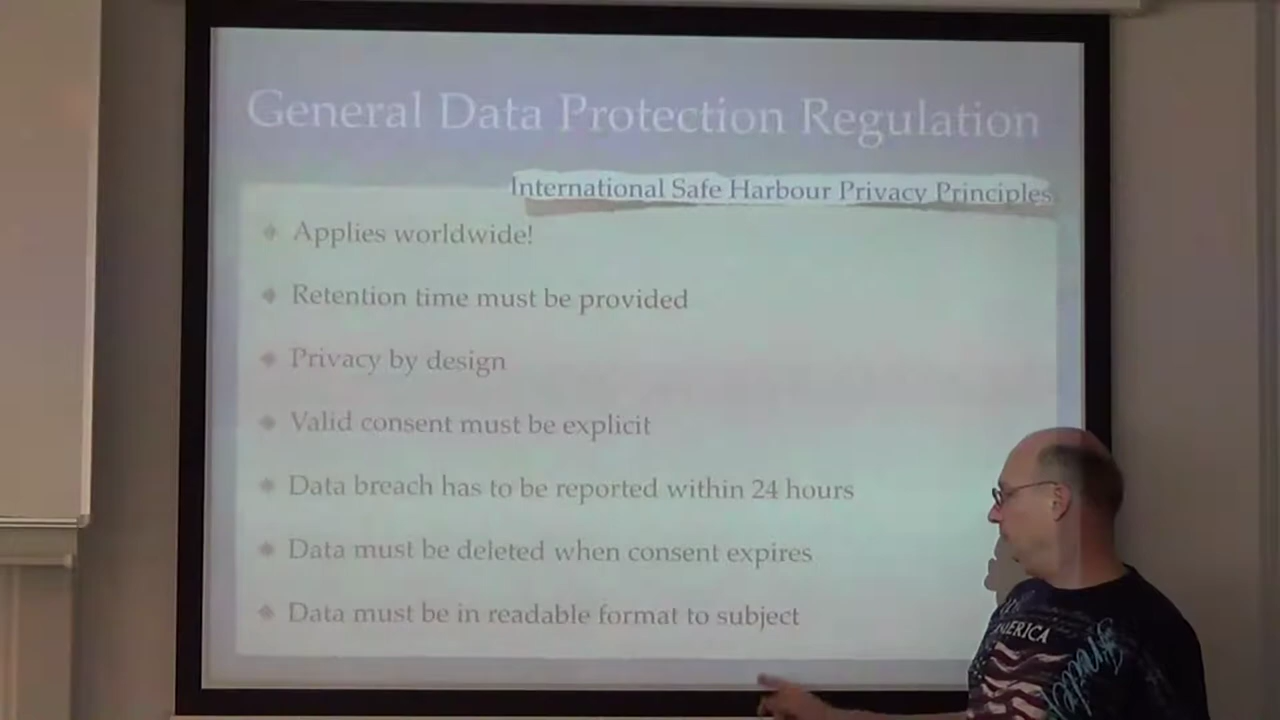 General Data Protection Regulation
International Safe Harbour Privacy Principles
Applies worldwide!
Retention time must be provided
Privacy by design
Valid consent must be explicit
Data breach has to be reported within 24 hours
Data must be deleted when consent expires
Data must be in readable format to subject